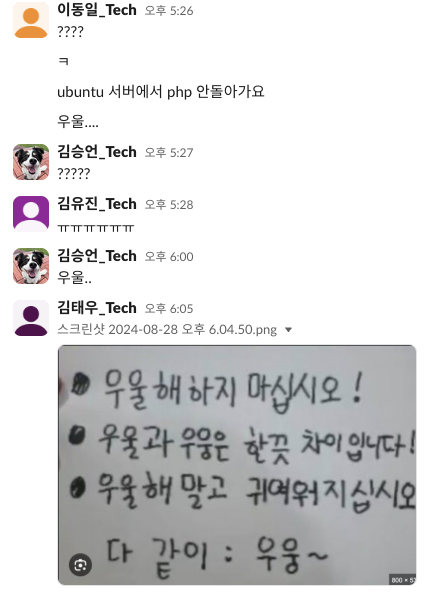 이동일_Tech 오후 5:26
????
ㅋ
ubuntu 서버에서 php 안돌아가요
우울....
김승언_Tech 오후 5:27
?????
김유진_Tech 오후 5:28
ㅠㅠㅠㅠㅠㅠ
김승언_Tech 오후 6:00
우울..
김태우_Tech 오후 6:05
스크린샷 2024-08-28 오후 6.04.50.png
우울해하지 마십시오!
우울과 우웅은 한끗 차이입니다!
우울해 말고 귀여워지십시오
다 같이 : 우웅~